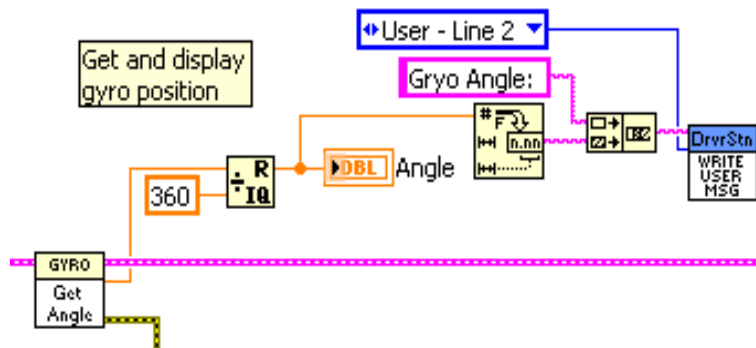 User - Line 2
Get and display
gyro position
Gryo Angle:
#
F
n.nn
DrvrStn
WRITE
USER
MSG
R
IQ
360
DBL
Angle
GYRO
Get
Angle